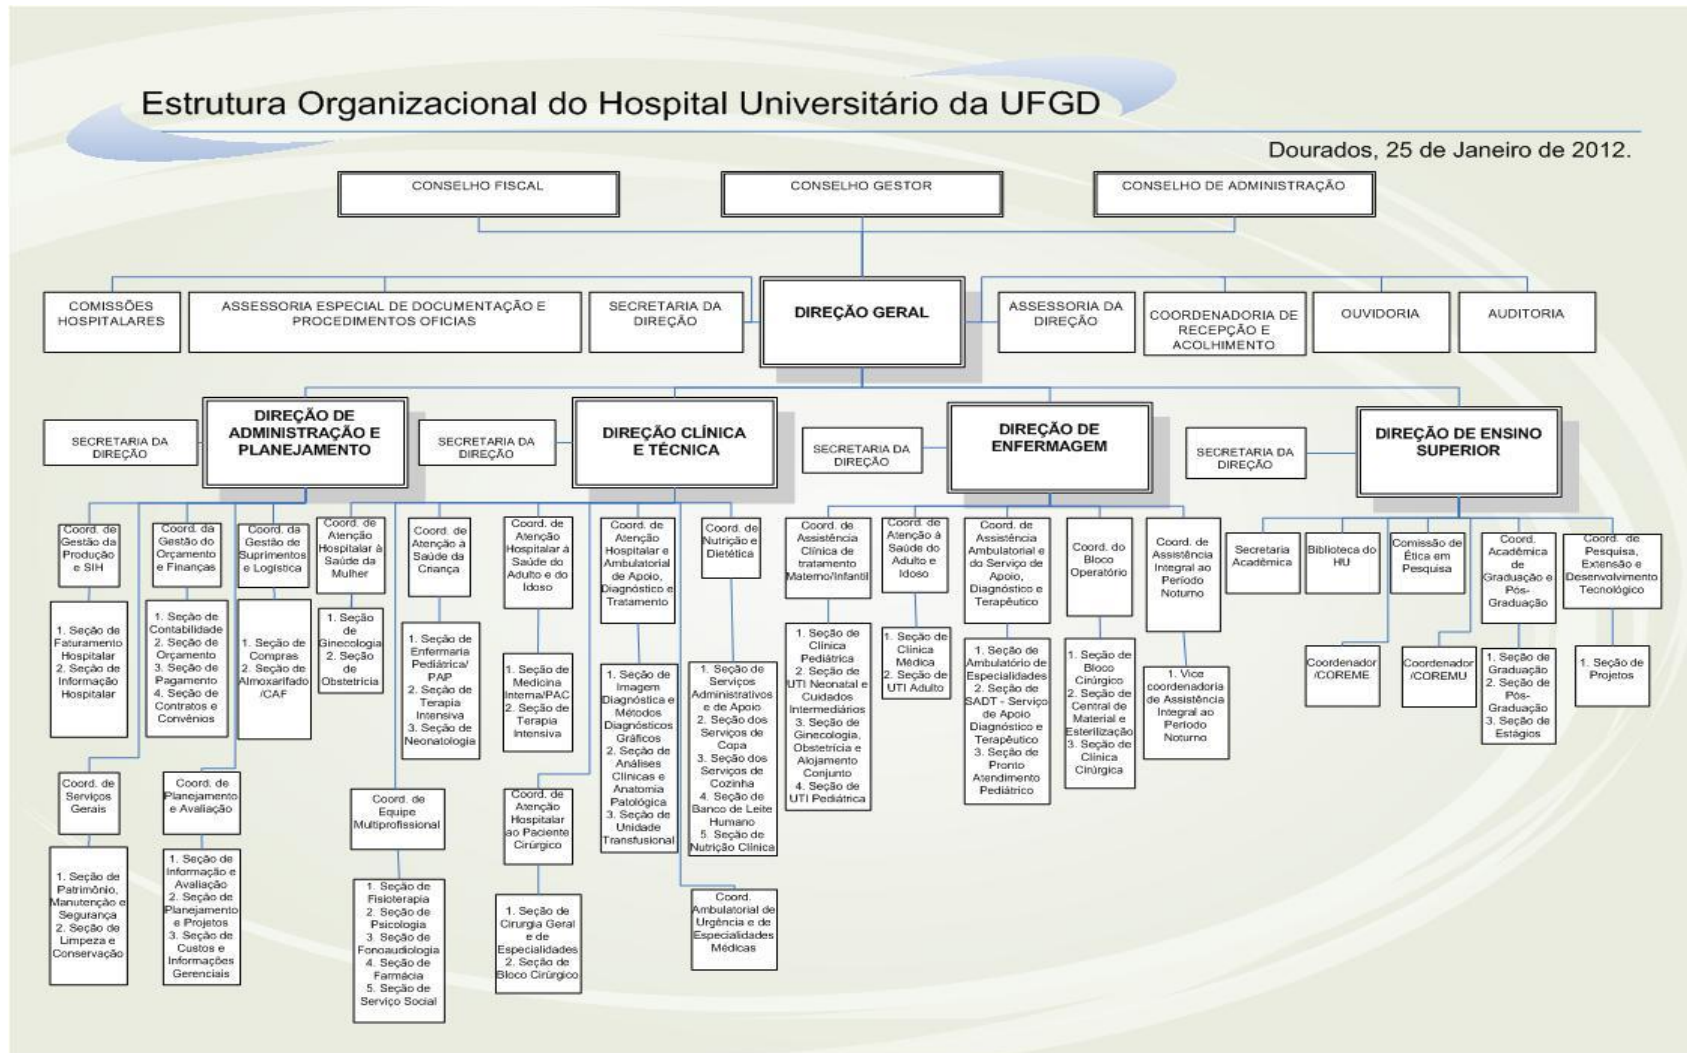 Estrutura Organizacional do Hospital Universitário da UFGD
Dourados, 25 de Janeiro de 2012.
CONSELHO FISCAL
CONSELHO GESTOR
CONSELHO DE ADMINISTRAÇÃO
COMISSÕES
HOSPITALARES
ASSESSORIA ESPECIAL DE DOCUMENTAÇÃO E
PROCEDIMENTOS OFICIAS
SECRETARIA DA
DIREÇÃO
DIREÇÃO GERAL
ASSESSORIA DA
DIREÇÃO
COORDENADORIA DE
RECEPÇÃO E
ACOLHIMENTO
OUVIDORIA
AUDITORIA
SECRETARIA DA
DIREÇÃO
DIREÇÃO DE
ADMINISTRAÇÃO E
PLANEJAMENTO
SECRETARIA DA
DIREÇÃO
DIREÇÃO CLÍNICA
E TÉCNICA
SECRETARIA DA
DIREÇÃO
DIREÇÃO DE
ENFERMAGEM
SECRETARIA DA
DIREÇÃO
DIREÇÃO DE ENSINO
SUPERIOR
Coord. de
Gestão da
Produção
e SIH
Coord. da
Gestão do
Orçamento
e Finanças
Coord. da
Gestão de
Suprimentos
e Logística
Coord. de
Atenção
Hospitalar à
Saúde da
Mulher
Coord. de
Atenção à
Saúde da
Criança
Coord. de
Atenção
Hospitalar à
Saúde do
Adulto e do
Idoso
Coord. de
Atenção
Hospitalar e
Ambulatorial
de Apoio,
Diagnóstico e
Tratamento
Coord. de
Nutrição e
Dietética
Coord. de
Assistência
Clínica de
tratamento
Materno/Infantil
Coord. de
Atenção à
Saúde do
Adulto e
Idoso
Coord. de
Assistência
Ambulatorial e
do Serviço de
Apoio,
Diagnóstico e
Terapêutico
Coord. do
Bloco
Operatório
Coord. de
Assistência
Integral ao
Período
Noturno
Secretaria
Acadêmica
Biblioteca do
HU
Comissão de
Ética em
Pesquisa
Coord.
Acadêmica
de
Graduação e
Pós-
Graduação
Coord. de
Pesquisa,
Extensão e
Desenvolvimento
Tecnológico
1. Seção de
Faturamento
Hospitalar
2. Seção de
Informação
Hospitalar
1. Seção de
Contabilidade
2. Seção de
Orçamento
3. Seção de
Pagamento
4. Seção de
Contratos e
Convênios
1. Seção de
Compras
2. Seção de
Almoxarifado
/CAF
1. Seção
de
Ginecologia
2. Seção
de
Obstetrícia
1. Seção de
Enfermaria
Pediátrica/
PAP
2. Seção de
Terapia
Intensiva
3. Seção de
Neonatologia
1. Seção de
Medicina
Interna/PAC
2. Seção de
Terapia
Intensiva
1. Seção de
Imagem
Diagnóstica e
Métodos
Diagnósticos
Gráficos
2. Seção de
Análises
Clínicas e
Anatomia
Patológica
3. Seção de
Unidade
Transfusional
1. Seção de
Serviços
Administrativos
e de Apoio
2. Seção dos
Serviços de
Copa
3. Seção dos
Serviços de
Cozinha
4. Seção de
Banco de Leite
Humano
5. Seção de
Nutrição Clínica
1. Seção de
Clínica
Pediátrica
2. Seção de
UTI Neonatal e
Cuidados
Intermediários
3. Seção de
Ginecologia,
Obstetrícia e
Alojamento
Conjunto
4. Seção de
UTI Pediátrica
1. Seção de
Clínica
Médica
2. Seção de
UTI Adulto
1. Seção de
Ambulatório de
Especialidades
2. Seção de
SADT - Serviço
de Apoio
Diagnóstico e
Terapêutico
3. Seção de
Pronto
Atendimento
Pediátrico
1. Seção de
Bloco
Cirúrgico
2. Seção de
Central de
Material e
Esterilização
3. Seção de
Clínica
Cirúrgica
1. Vice
coordenadoria
de Assistência
Integral ao
Período
Noturno
Coordenador
/COREME
Coordenador
/COREMU
1. Seção de
Graduação
2. Seção de
Pós-
Graduação
3. Seção de
Estágios
1. Seção de
Projetos
Coord. de
Serviços
Gerais
Coord. de
Planejamento
e Avaliação
Coord. de
Equipe
Multiprofissional
Coord. de
Atenção
Hospitalar
ao Paciente
Cirúrgico
1. Seção de
Patrimônio,
Manutenção e
Segurança
2. Seção de
Limpeza e
Conservação
1. Seção de
Informação e
Avaliação
2. Seção de
Planejamento
e Projetos
3. Seção de
Custos e
Informações
Gerenciais
1. Seção de
Fisioterapia
2. Seção de
Psicologia
3. Seção de
Fonoaudiologia
4. Seção de
Farmácia
5. Seção de
Serviço Social
1. Seção de
Cirurgia Geral
e de
Especialidades
2. Seção de
Bloco Cirúrgico
Coord.
Ambulatorial de
Urgência e de
Especialidades
Médicas